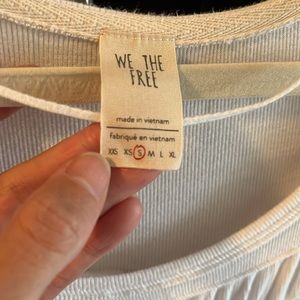 WE THE
FREE
made in vietnam
fabriqué en vietnam
XXS XS S M L XL